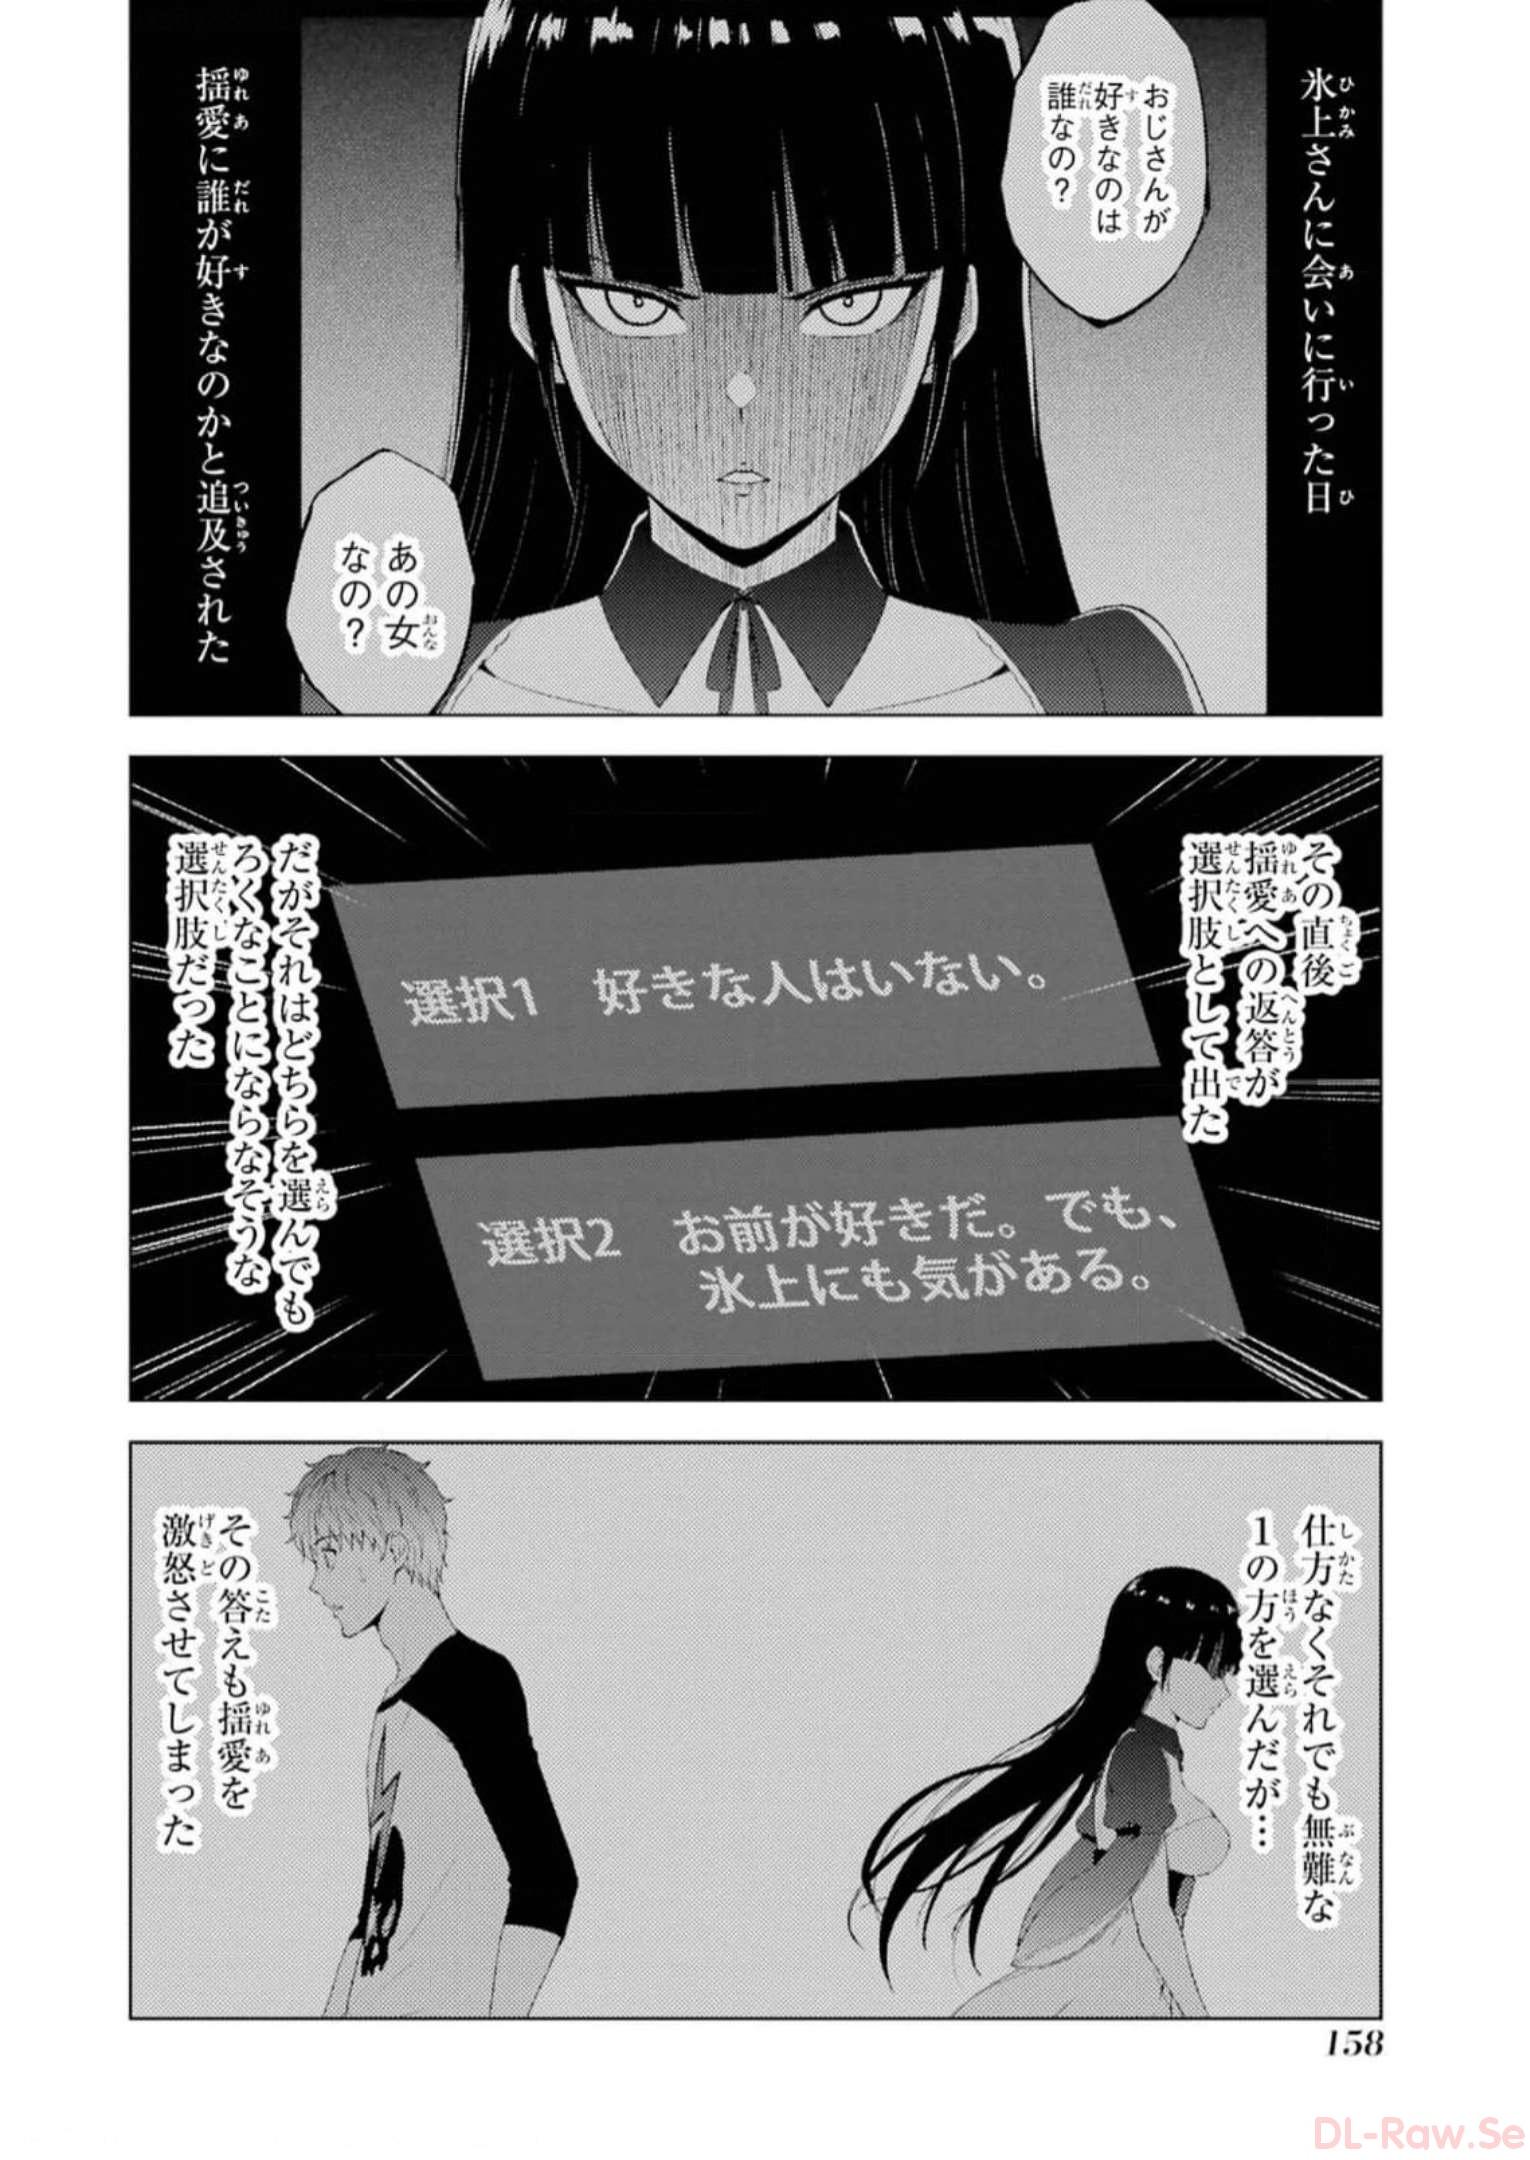 氷上さんに会いに行った日
おじさんが
好きなのは
誰なの？
あの女
なの？
揺愛に誰が好きなのかと追及された
その直後
揺愛への返答が
選択肢として出た
選択1　好きな人はいない。
選択2　お前が好きだ。でも、
氷上にも気がある。
だがそれはどちらを選んでも
ろくなことにならなそうな
選択肢だった
仕方なくそれでも無難な
1の方を選んだが…
その答えも揺愛を
激怒させてしまった
158
DL-Raw.Se